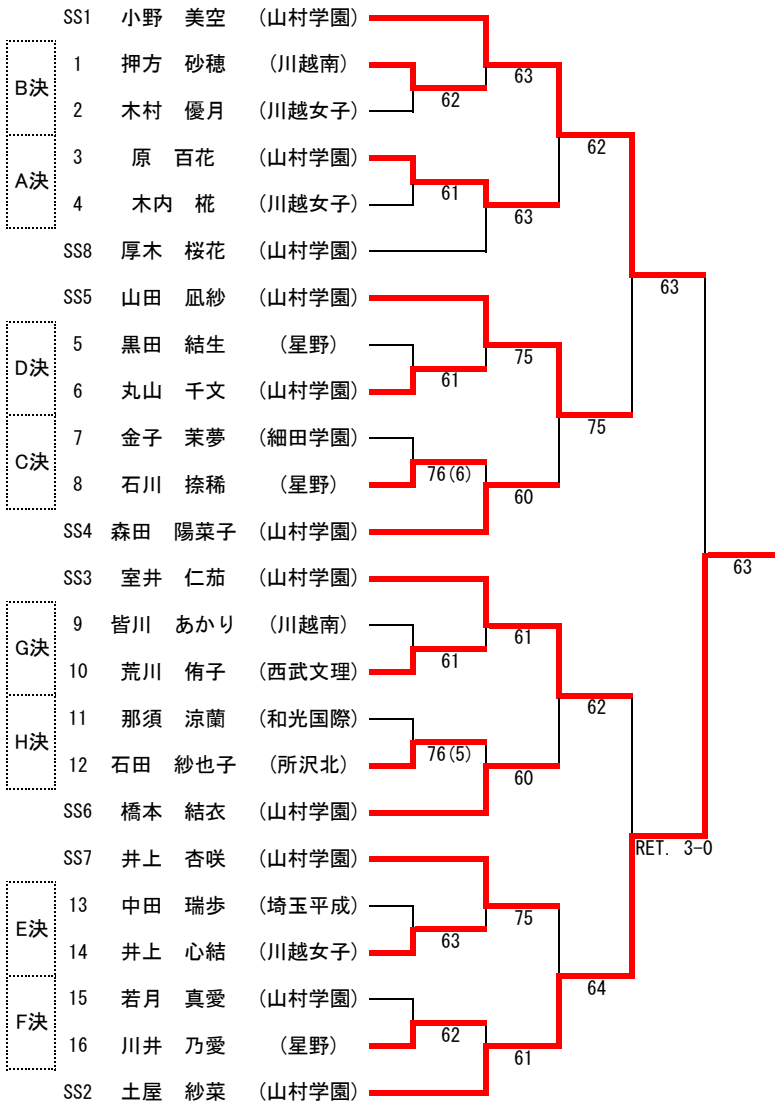 SS1 小野 美空 (山村学園)
B決
1 押方 砂穂 (川越南)
63
62
2 木村 優月 (川越女子)
62
A決
3 原 百花 (山村学園)
61
4 木内 椛 (川越女子)
63
SS8 厚木 桜花 (山村学園)
63
SS5 山田 凪紗 (山村学園)
D決
5 黒田 結生 (星野)
75
61
6 丸山 千文 (山村学園)
75
C決
7 金子 茉夢 (細田学園)
76(6)
8 石川 捺稀 (星野)
60
SS4 森田 陽菜子 (山村学園)
63
SS3 室井 仁茄 (山村学園)
G決
9 皆川 あかり (川越南)
61
61
10 荒川 侑子 (西武文理)
62
H決
11 那須 涼蘭 (和光国際)
76(5)
12 石田 紗也子 (所沢北)
60
SS6 橋本 結衣 (山村学園)
RET. 3-0
SS7 井上 杏咲 (山村学園)
E決
13 中田 瑞歩 (埼玉平成)
75
63
14 井上 心結 (川越女子)
64
F決
15 若月 真愛 (山村学園)
62
16 川井 乃愛 (星野)
61
SS2 土屋 紗菜 (山村学園)